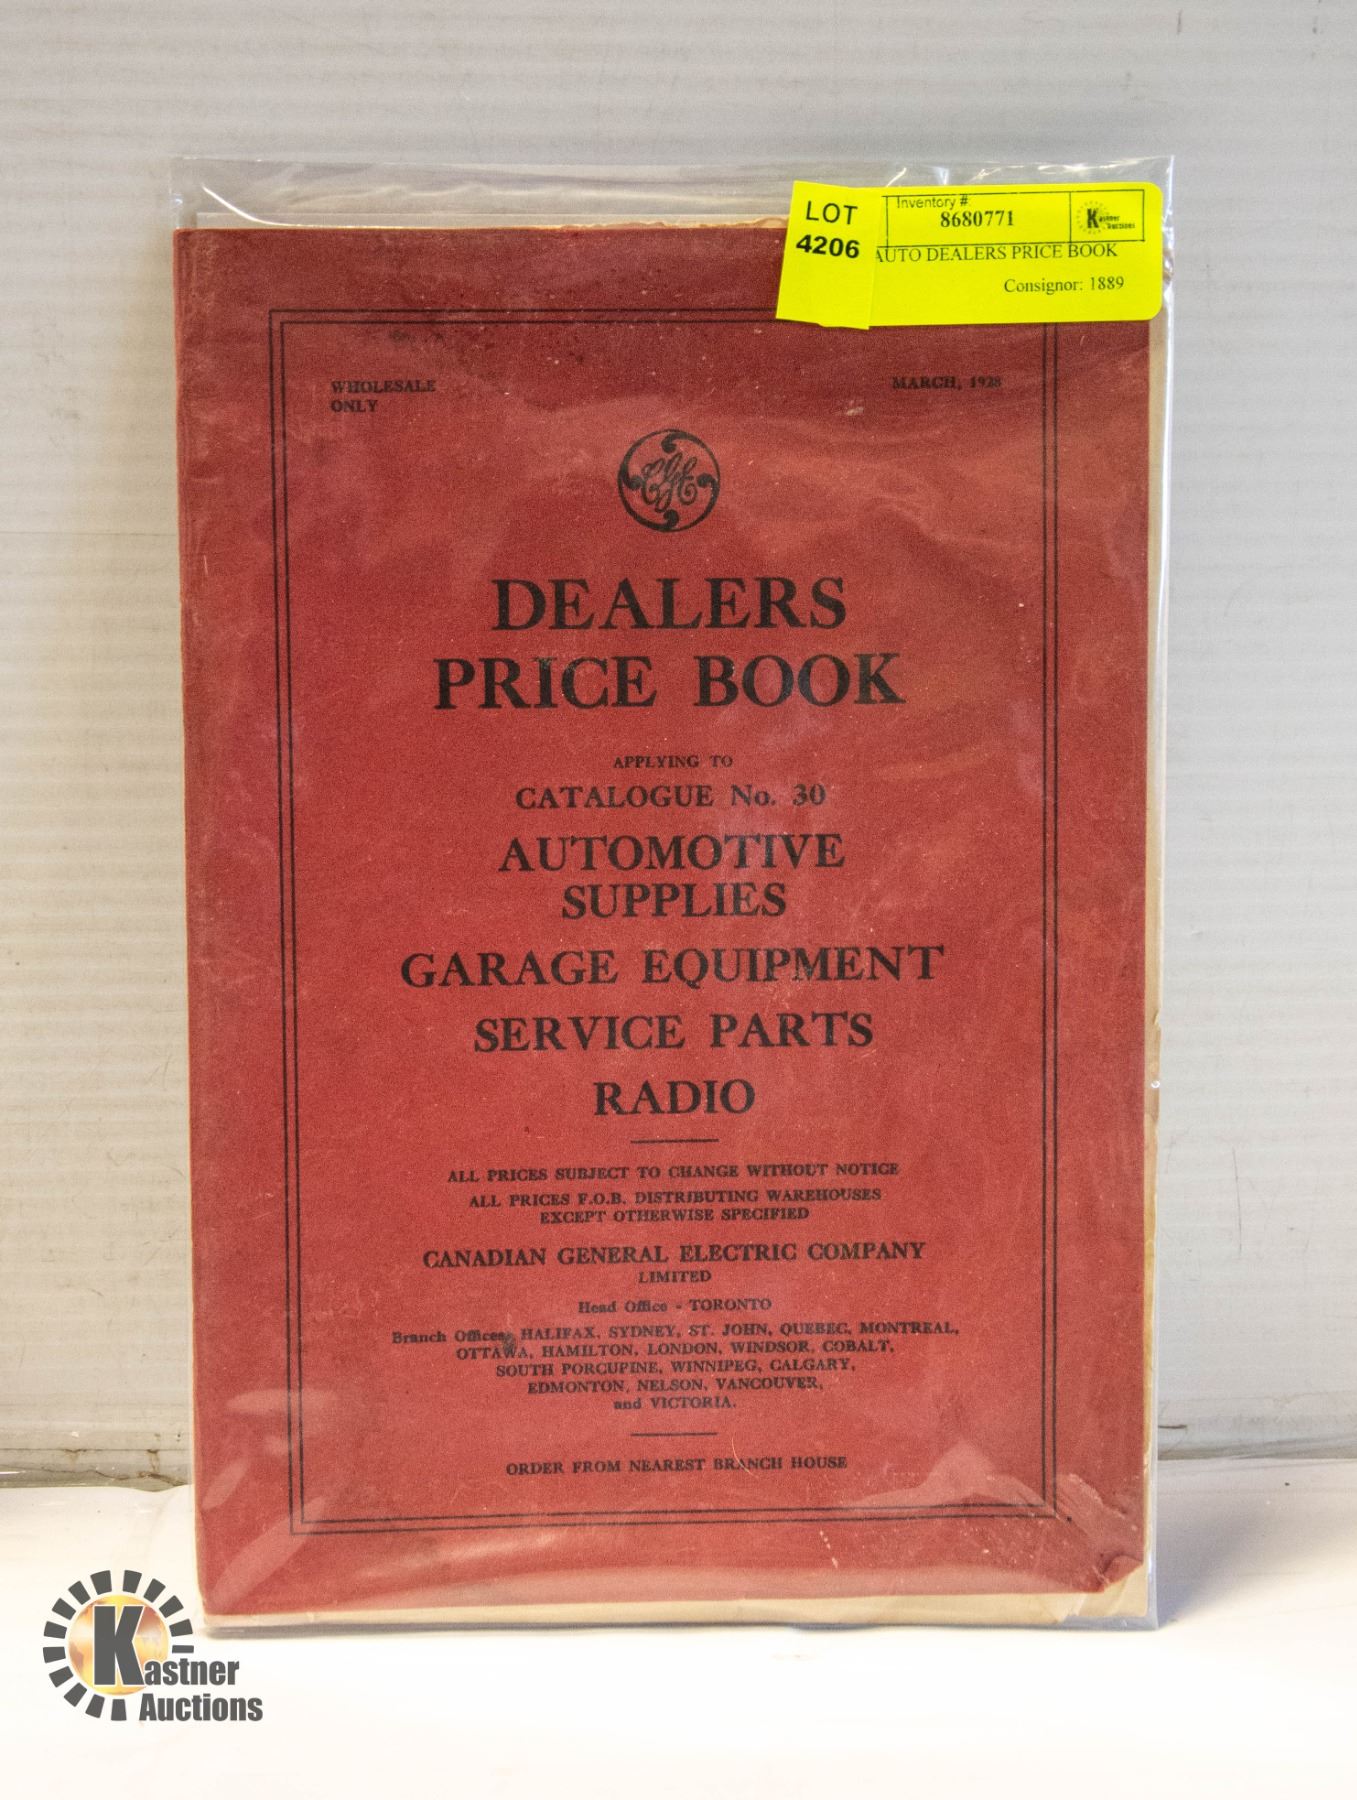 LOT
4206
Inventory #:
8680771
Kastner
Auctions
AUTO DEALERS PRICE BOOK
Consignor: 1889
WHOLESALE
ONLY
MARCH, 1928
CGE
DEALERS
PRICE BOOK
APPLYING TO
CATALOGUE No. 30
AUTOMOTIVE
SUPPLIES
GARAGE EQUIPMENT
SERVICE PARTS
RADIO
ALL PRICES SUBJECT TO CHANGE WITHOUT NOTICE
ALL PRICES F.O.B. DISTRIBUTING WAREHOUSES
EXCEPT OTHERWISE SPECIFIED
CANADIAN GENERAL ELECTRIC COMPANY
LIMITED
Head Office - TORONTO
Branch Offices, HALIFAX, SYDNEY, ST. JOHN, QUEBEC, MONTREAL,
OTTAWA, HAMILTON, LONDON, WINDSOR, COBALT,
SOUTH PORCUPINE, WINNIPEG, CALGARY,
EDMONTON, NELSON, VANCOUVER,
and VICTORIA.
ORDER FROM NEAREST BRANCH HOUSE
Kastner
Auctions